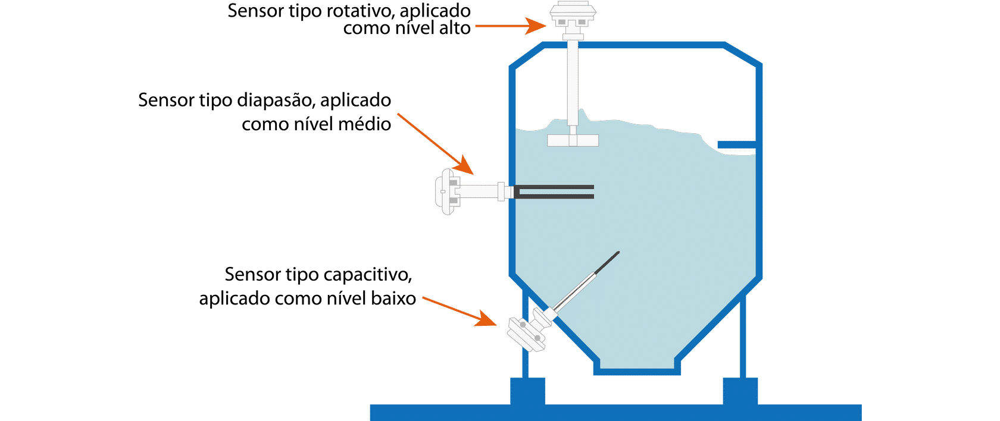 Sensor tipo rotativo, aplicado
como nível alto
Sensor tipo diapasão, aplicado
como nível médio
Sensor tipo capacitivo,
aplicado como nível baixo